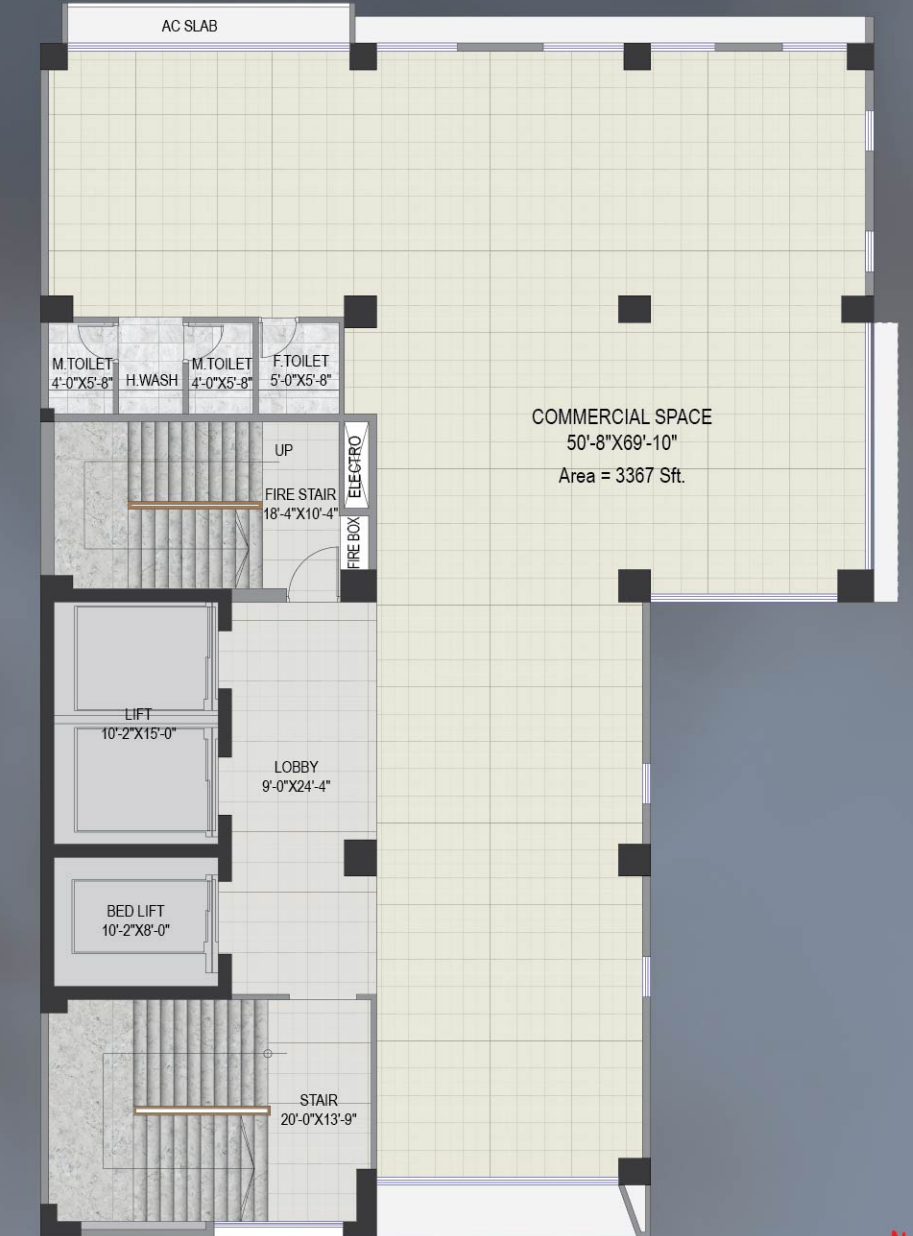 AC SLAB
M.TOILET
4'-0"X5'-8"
H.WASH
M.TOILET
4'-0"X5'-8"
F.TOILET
5'-0"X5'-8"
COMMERCIAL SPACE
50'-8"X69'-10"
Area = 3367 Sft.
UP
ELECTRO
FIRE STAIR
18'-4"X10'-4"
FIRE BOX
LIFT
10'-2"X15'-0"
LOBBY
9'-0"X24'-4"
BED LIFT
10'-2"X8'-0"
STAIR
20'-0"X13'-9"